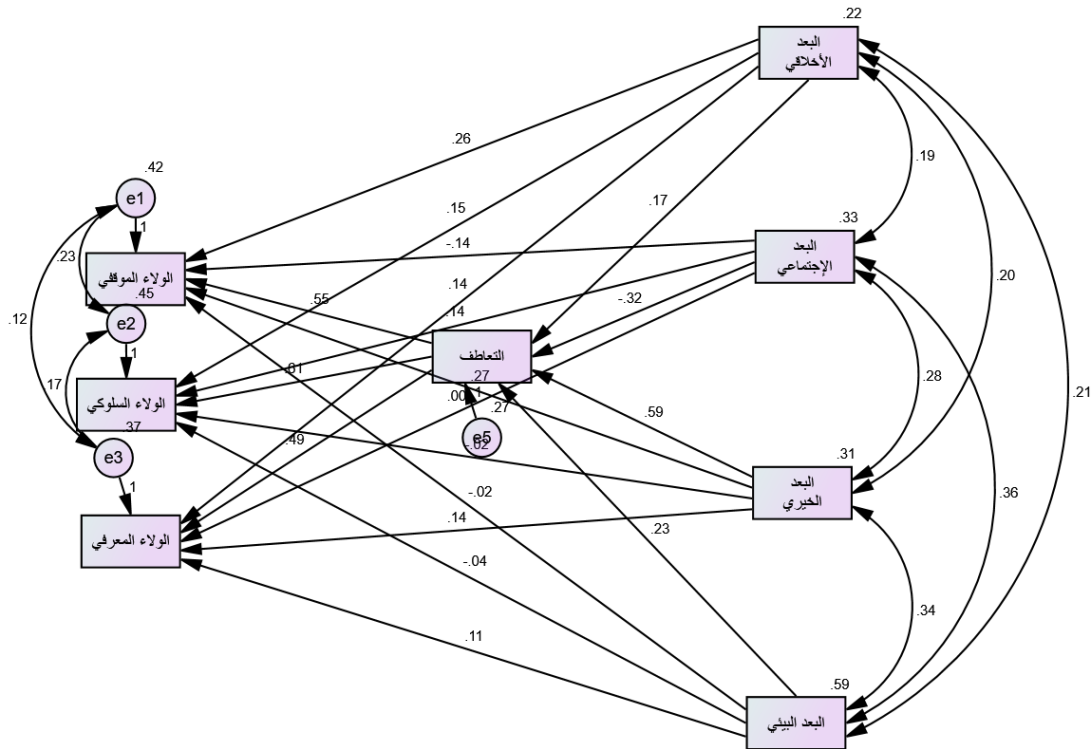 .22
البعد
الأخلاقي
.42
e1
.26
.19
1
.15
.17
.33
.23
-.14
البعد
الإجتماعي
الولاء الموقفي
.14
-.32
.20
.45
.55
.14
.12
e2
التعاطف
1
.61
.27
.28
.21
17
.00
1
.27
.59
الولاء السلوكي
.37
.49
e5
-.02
.31
e3
البعد
الخيري
.36
1
-.02
.14
.23
الولاء المعرفي
-.04
.34
.11
.59
البعد البيئي